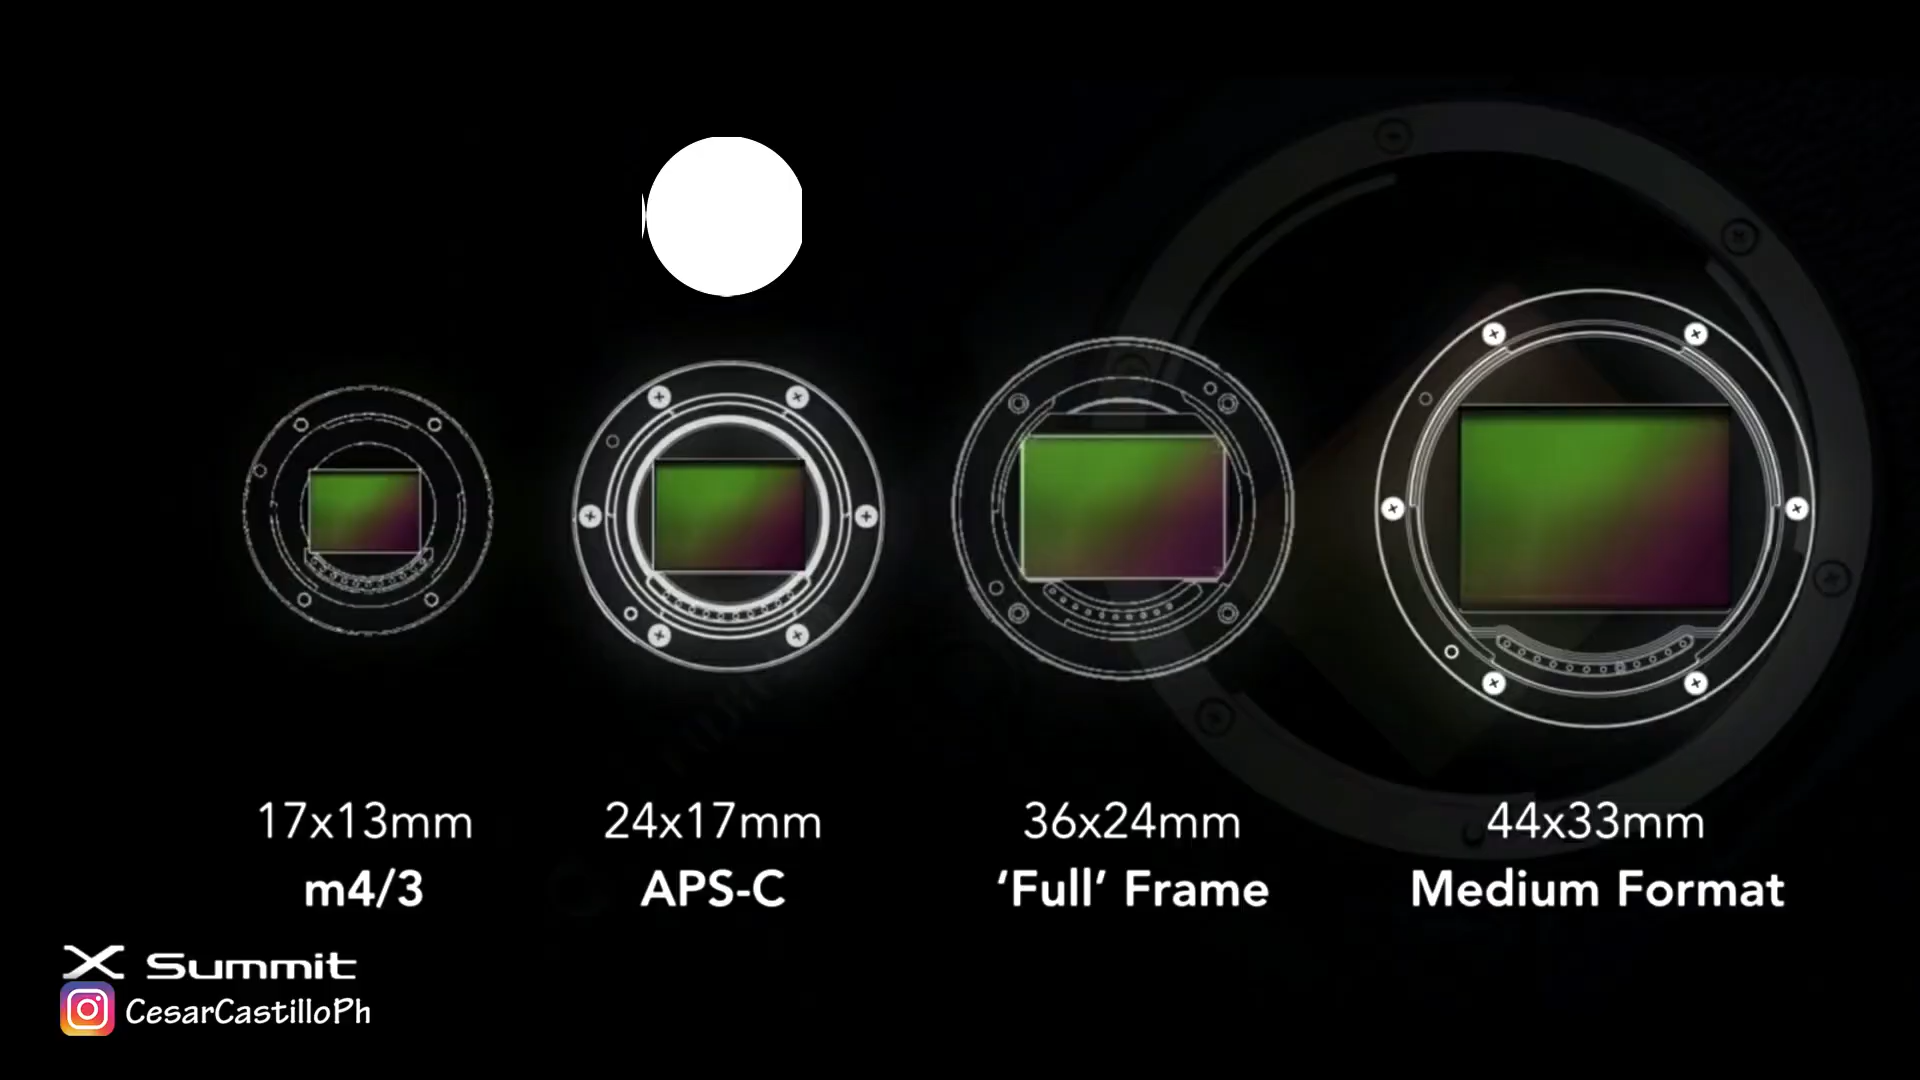 17x13mm
m4/3
24x17mm
APS-C
36x24mm
‘Full’ Frame
44x33mm
Medium Format
X Summit
CesarCastilloPh